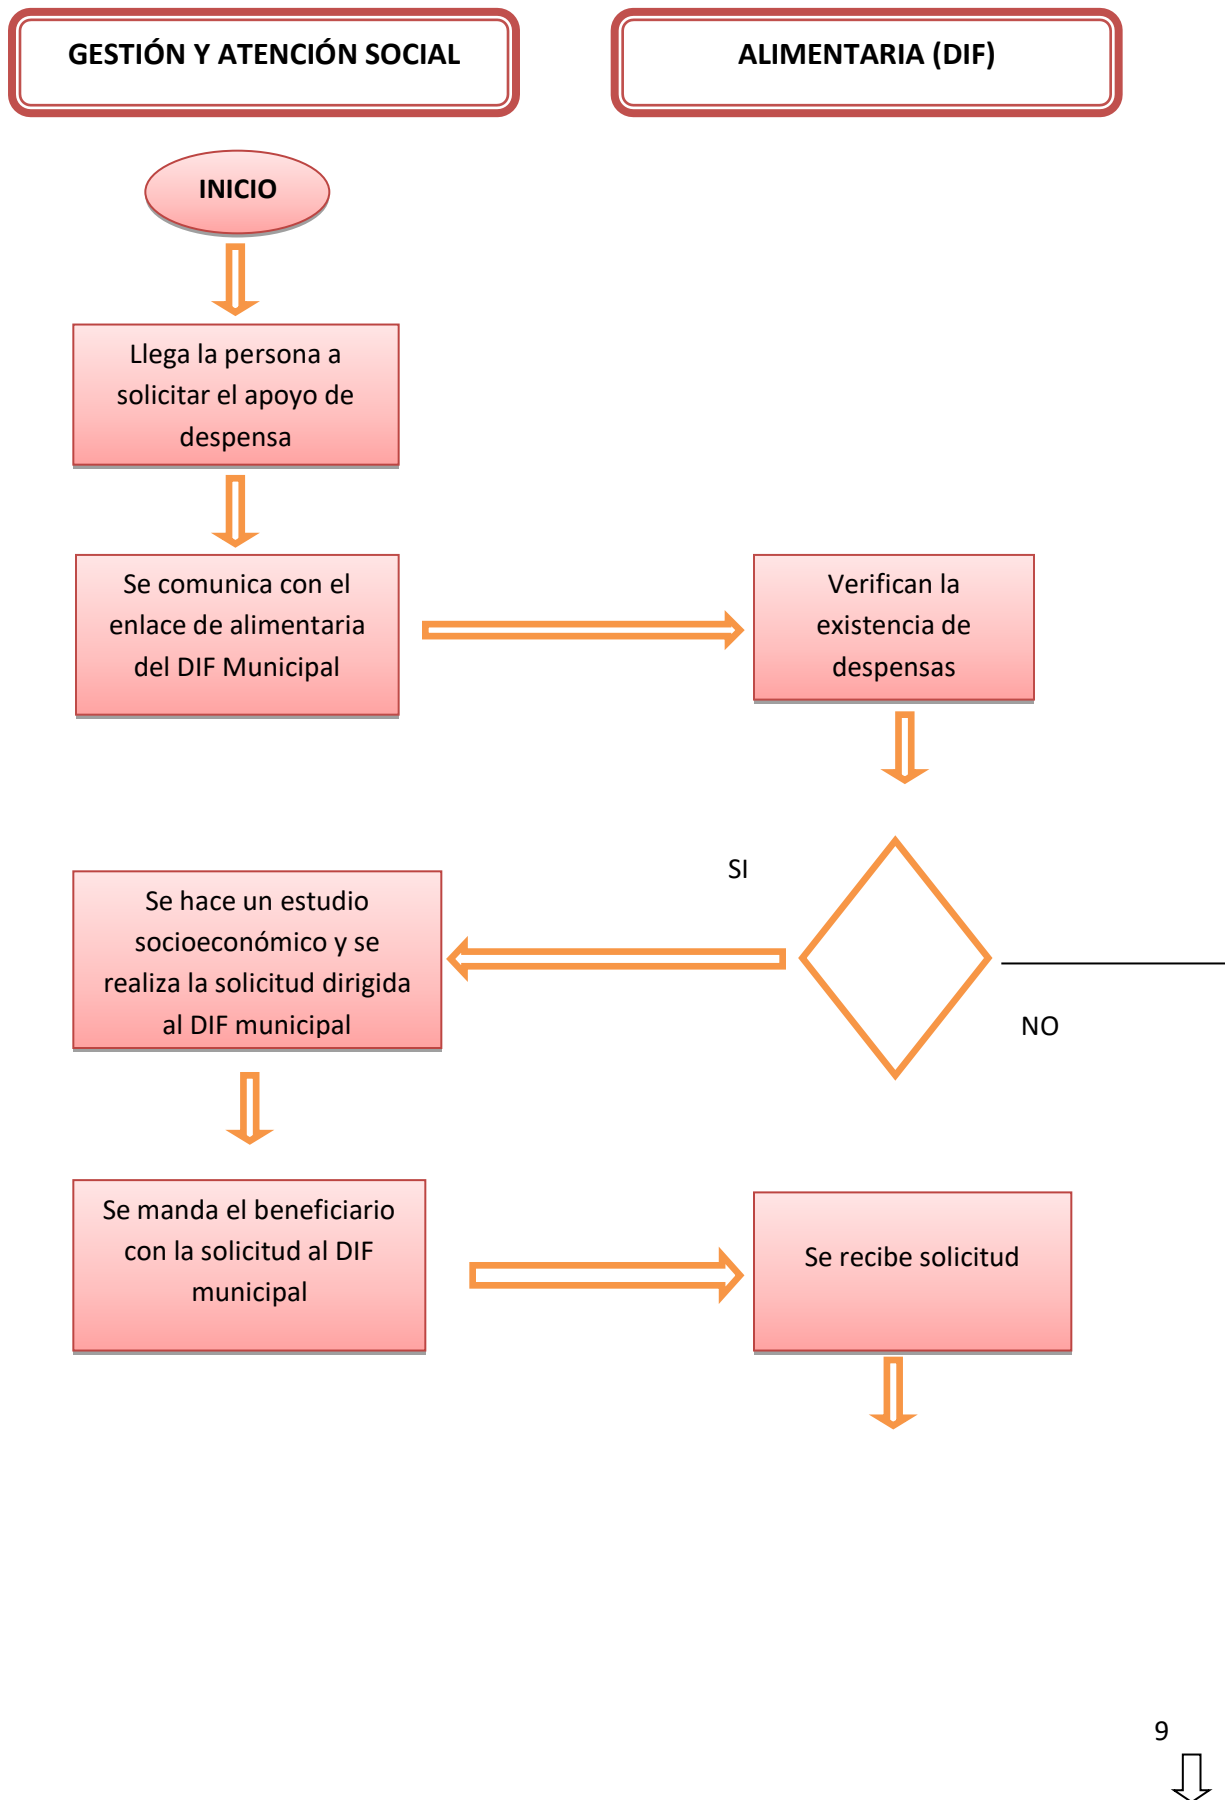 GESTIÓN Y ATENCIÓN SOCIAL
ALIMENTARIA (DIF)
INICIO
Llega la persona a
solicitar el apoyo de
despensa
Se comunica con el
enlace de alimentaria
del DIF Municipal
Verifican la
existencia de
despensas
SI
Se hace un estudio
socioeconómico y se
realiza la solicitud dirigida
al DIF municipal
NO
Se manda el beneficiario
con la solicitud al DIF
municipal
Se recibe solicitud
9